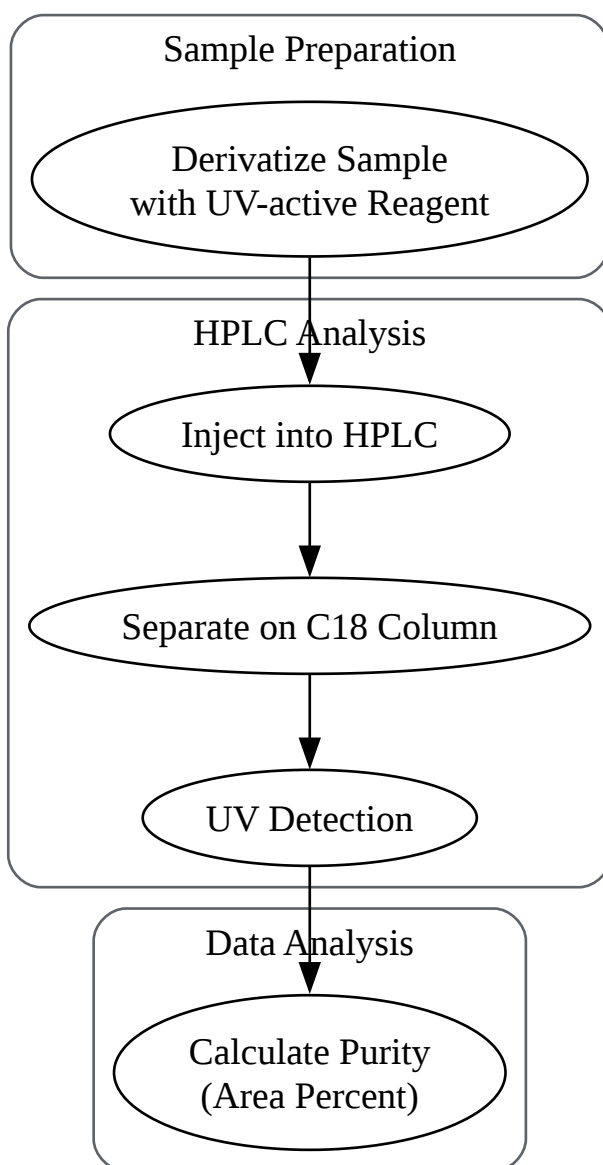 Sample Preparation
Derivatize Sample
with UV-active Reagent
HPLC Analysis
Inject into HPLC
Separate on C18 Column
UV Detection
Data Analysis
Calculate Purity
(Area Percent)